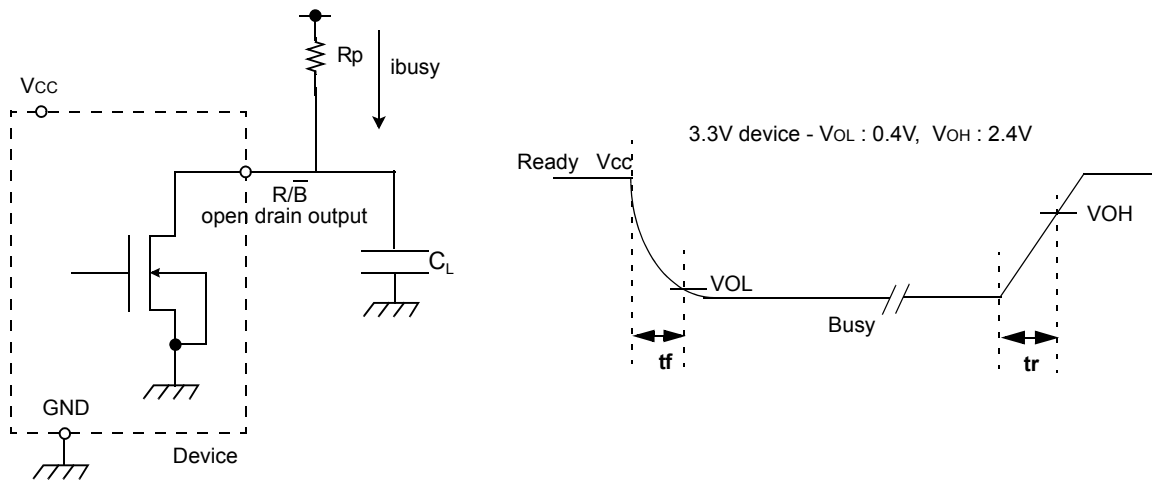 Rp
ibusy
VCC
R/B̅
open drain output
CL
GND
Device
3.3V device - VOL : 0.4V, VOH : 2.4V
Ready Vcc
VOH
VOL
Busy
tf
tr